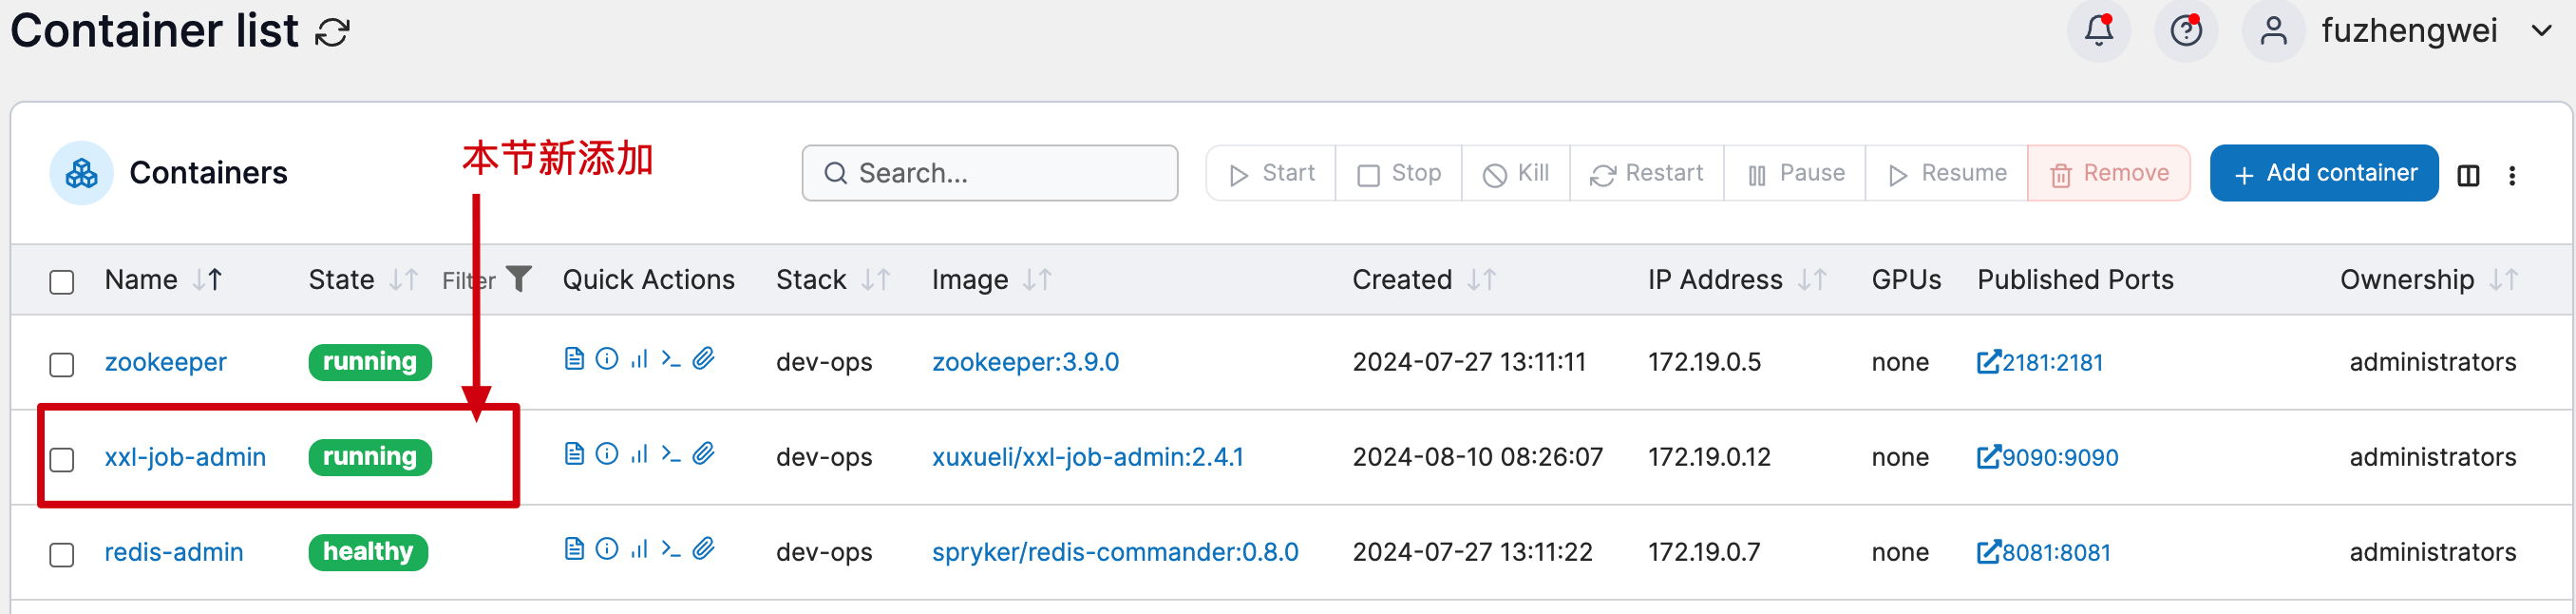 Container list
fuzhengwei
Containers
本节新添加
Search...
Start
Stop
Kill
Restart
Pause
Resume
Remove
Add container
Name State Filter Quick Actions Stack Image Created IP Address GPUs Published Ports Ownership
zookeeper running dev-ops zookeeper:3.9.0 2024-07-27 13:11:11 172.19.0.5 none 2181:2181 administrators
xxl-job-admin running dev-ops xuxueli/xxl-job-admin:2.4.1 2024-08-10 08:26:07 172.19.0.12 none 9090:9090 administrators
redis-admin healthy dev-ops spryker/redis-commander:0.8.0 2024-07-27 13:11:22 172.19.0.7 none 8081:8081 administrators